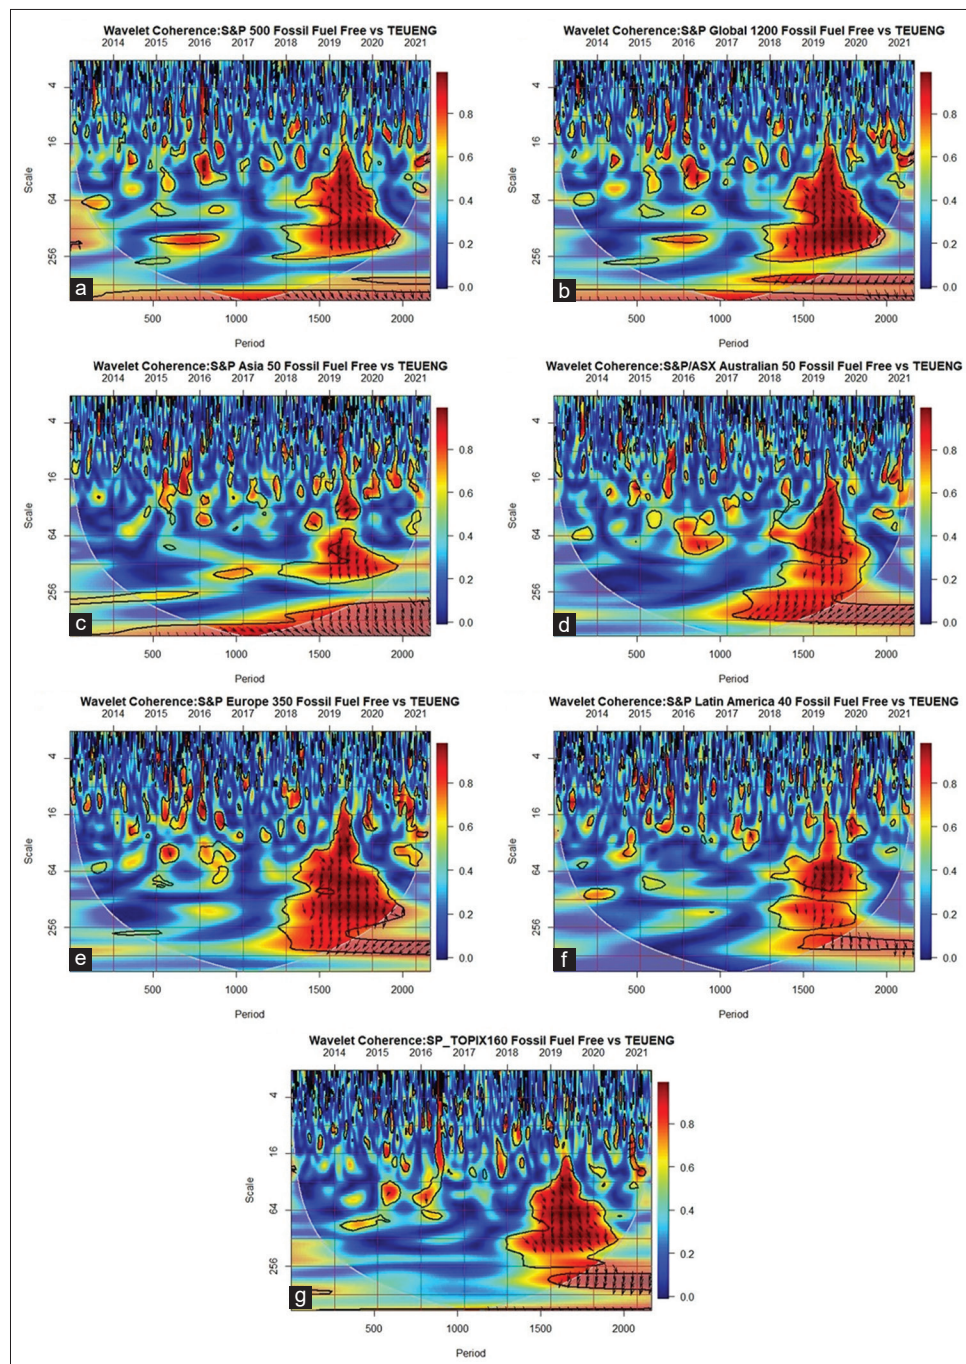 Wavelet Coherence:S&P 500 Fossil Fuel Free vs TEUENG
2014 2015 2016 2017 2018 2019 2020 2021
Scale
4
16
64
256
0.8
0.6
0.4
0.2
0.0
a
500 1000 1500 2000
Period
Wavelet Coherence:S&P Global 1200 Fossil Fuel Free vs TEUENG
2014 2015 2016 2017 2018 2019 2020 2021
Scale
4
16
64
256
0.8
0.6
0.4
0.2
0.0
b
500 1000 1500 2000
Period
Wavelet Coherence:S&P Asia 50 Fossil Fuel Free vs TEUENG
2014 2015 2016 2017 2018 2019 2020 2021
Scale
4
16
64
256
0.8
0.6
0.4
0.2
0.0
c
500 1000 1500 2000
Period
Wavelet Coherence:S&P/ASX Australian 50 Fossil Fuel Free vs TEUENG
2014 2015 2016 2017 2018 2019 2020 2021
Scale
4
16
64
256
0.8
0.6
0.4
0.2
0.0
d
500 1000 1500 2000
Period
Wavelet Coherence:S&P Europe 350 Fossil Fuel Free vs TEUENG
2014 2015 2016 2017 2018 2019 2020 2021
Scale
4
16
64
256
0.8
0.6
0.4
0.2
0.0
e
500 1000 1500 2000
Period
Wavelet Coherence:S&P Latin America 40 Fossil Fuel Free vs TEUENG
2014 2015 2016 2017 2018 2019 2020 2021
Scale
4
16
64
256
0.8
0.6
0.4
0.2
0.0
f
500 1000 1500 2000
Period
Wavelet Coherence:SP_TOPIX160 Fossil Fuel Free vs TEUENG
2014 2015 2016 2017 2018 2019 2020 2021
Scale
4
16
64
256
0.8
0.6
0.4
0.2
0.0
g
500 1000 1500 2000
Period